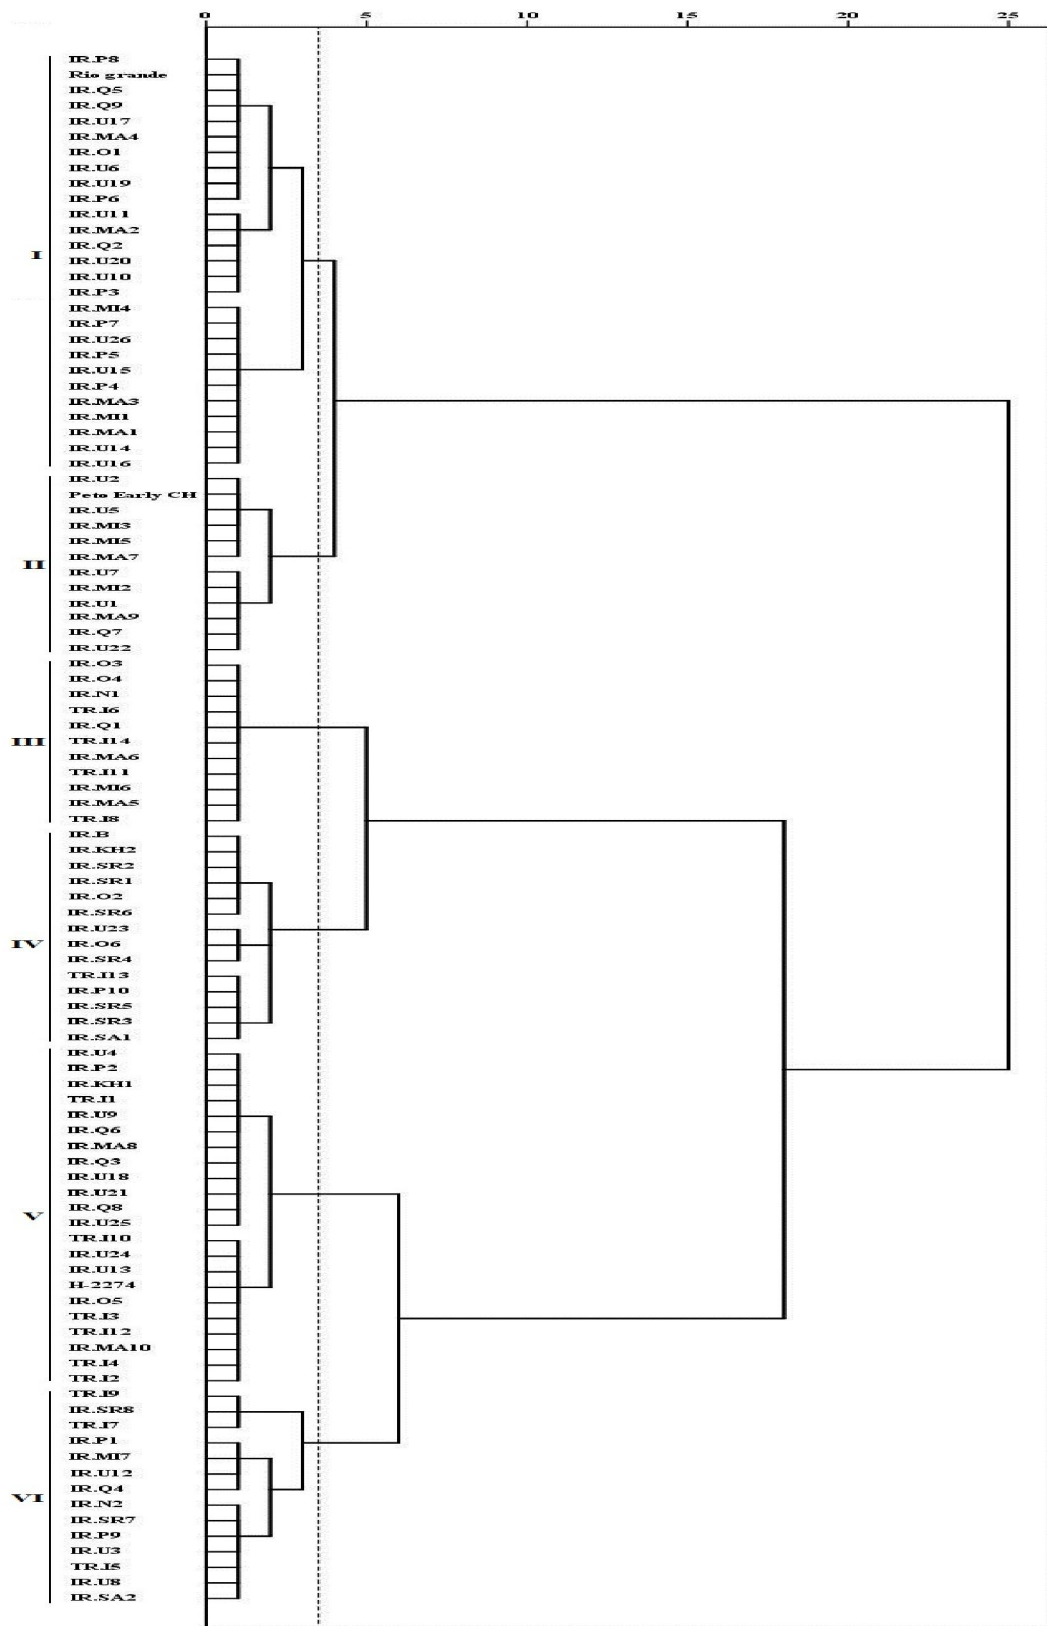 0 5 10 15 20 25
IR.P8
Rio grande
IR.Q5
IR.Q9
IR.U17
IR.MA4
IR.O1
IR.U6
IR.U19
IR.P6
IR.U11
IR.MA2
IR.Q2
I
IR.U20
IR.U10
IR.P3
IR.MI4
IR.P7
IR.U26
IR.P5
IR.U15
IR.P4
IR.MA3
IR.MI1
IR.MA1
IR.U14
IR.U16
IR.U2
Peto Early CH
IR.U5
IR.MI3
IR.MI5
IR.MA7
II
IR.U7
IR.MI2
IR.U1
IR.MA9
IR.Q7
IR.U22
IR.O3
IR.O4
IR.N1
TR.I6
IR.Q1
III
TR.I14
IR.MA6
TR.I11
IR.MI6
IR.MA5
TR.I8
IR.B
IR.KH2
IR.SR2
IR.SR1
IR.O2
IR.SR6
IR.U23
IV
IR.O6
IR.SR4
TR.I13
IR.P10
IR.SR5
IR.SR3
IR.SA1
IR.U4
IR.P2
IR.KH1
TR.I1
IR.U9
IR.Q6
IR.MA8
IR.Q3
IR.U18
IR.U21
IR.Q8
V
IR.U25
TR.I10
IR.U24
IR.U13
H-2274
IR.O5
TR.I3
TR.I12
IR.MA10
TR.I4
TR.I2
TR.I9
IR.SR8
TR.I7
IR.P1
IR.MI7
IR.U12
IR.Q4
VI
IR.N2
IR.SR7
IR.P9
IR.U3
TR.I5
IR.U8
IR.SA2